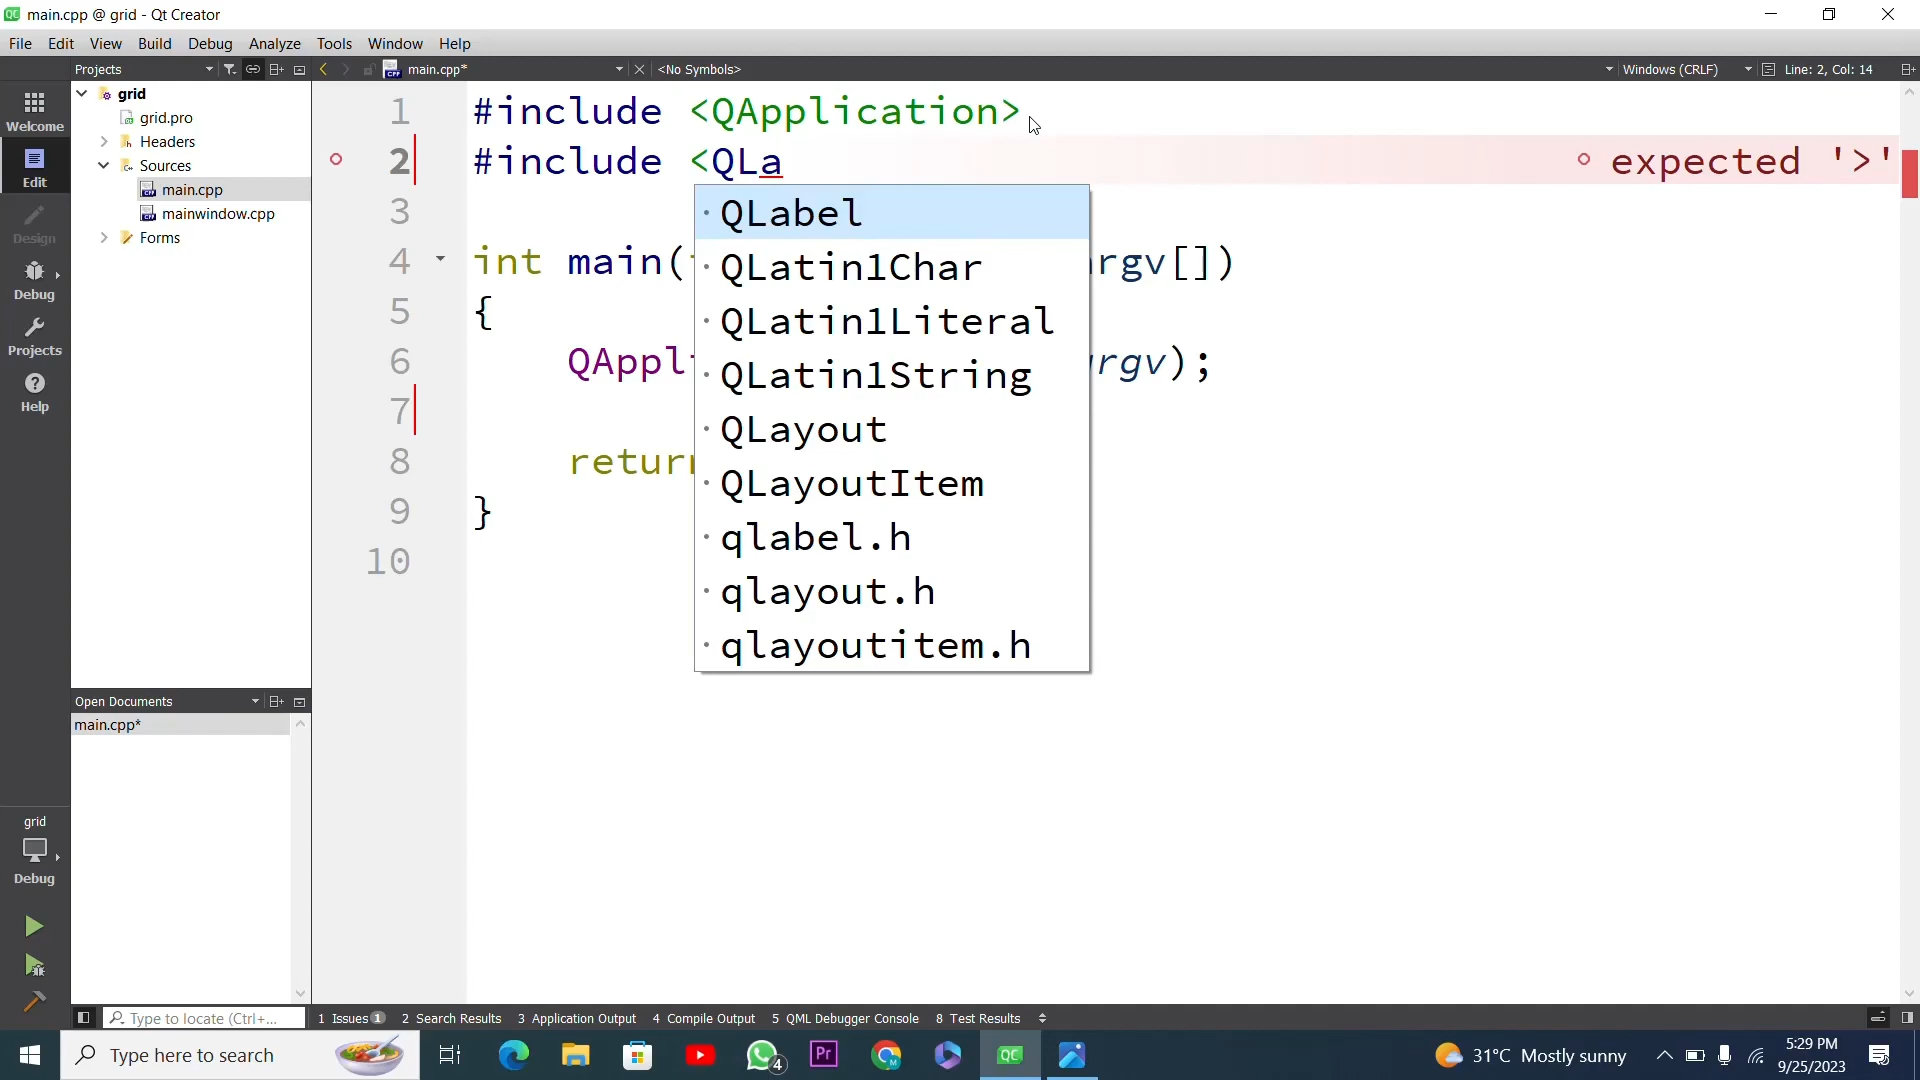 main.cpp @ grid - Qt Creator
File Edit View Build Debug Analyze Tools Window Help
Projects
main.cpp*
<No Symbols>
Windows (CRLF)
Line: 2, Col: 14
Welcome
Edit
Design
Debug
Projects
Help
grid
Debug
grid
grid.pro
Headers
Sources
main.cpp
mainwindow.cpp
Forms
Open Documents
main.cpp*
1 #include <QApplication>
2 #include <QLa
expected '>'
3
4 int main( rgv[])
5 {
6 QAppli rgv);
7
8 return
9 }
10
QLabel
QLatin1Char
QLatin1Literal
QLatin1String
QLayout
QLayoutItem
qlabel.h
qlayout.h
qlayoutitem.h
Type to locate (Ctrl+...
1 Issues 1
2 Search Results
3 Application Output
4 Compile Output
5 QML Debugger Console
8 Test Results
Type here to search
4
Pr
QC
31°C Mostly sunny
5:29 PM
9/25/2023